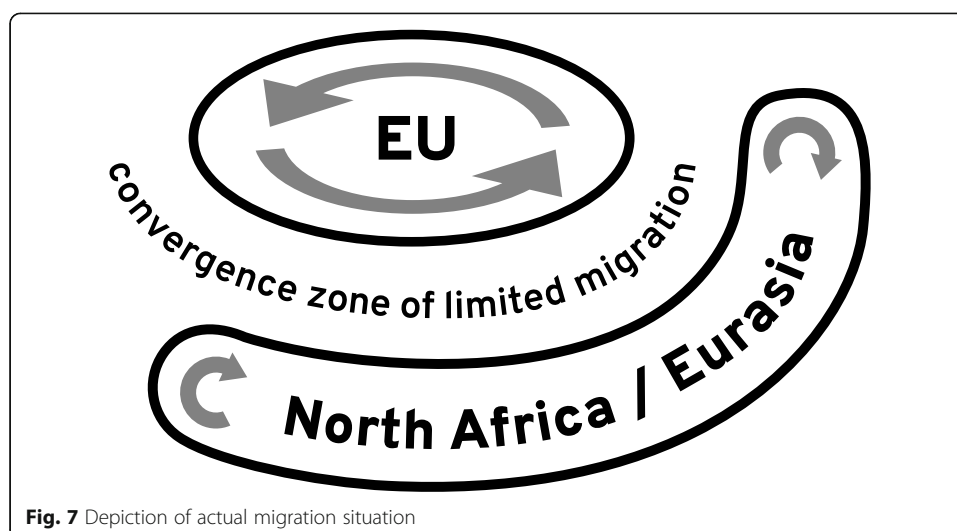 EU
convergence zone of limited migration
North Africa / Eurasia
Fig. 7 Depiction of actual migration situation